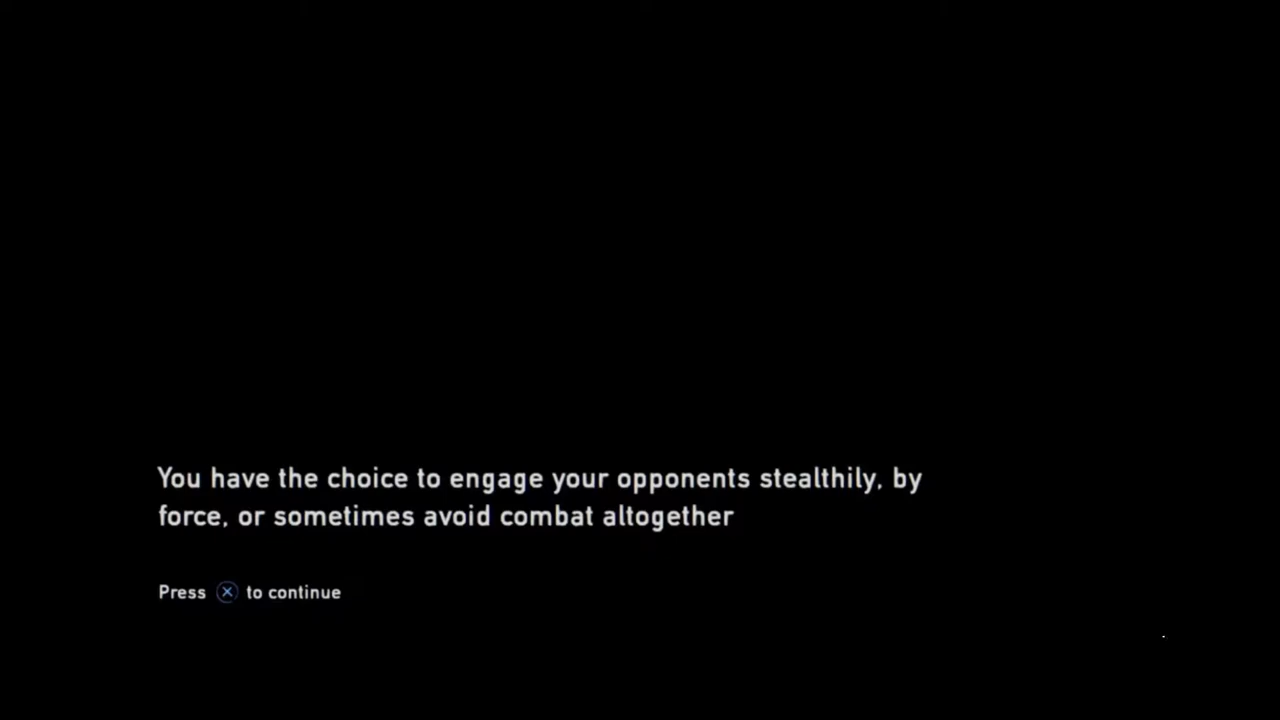 You have the choice to engage your opponents stealthily, by
force, or sometimes avoid combat altogether
Press ⓧ to continue